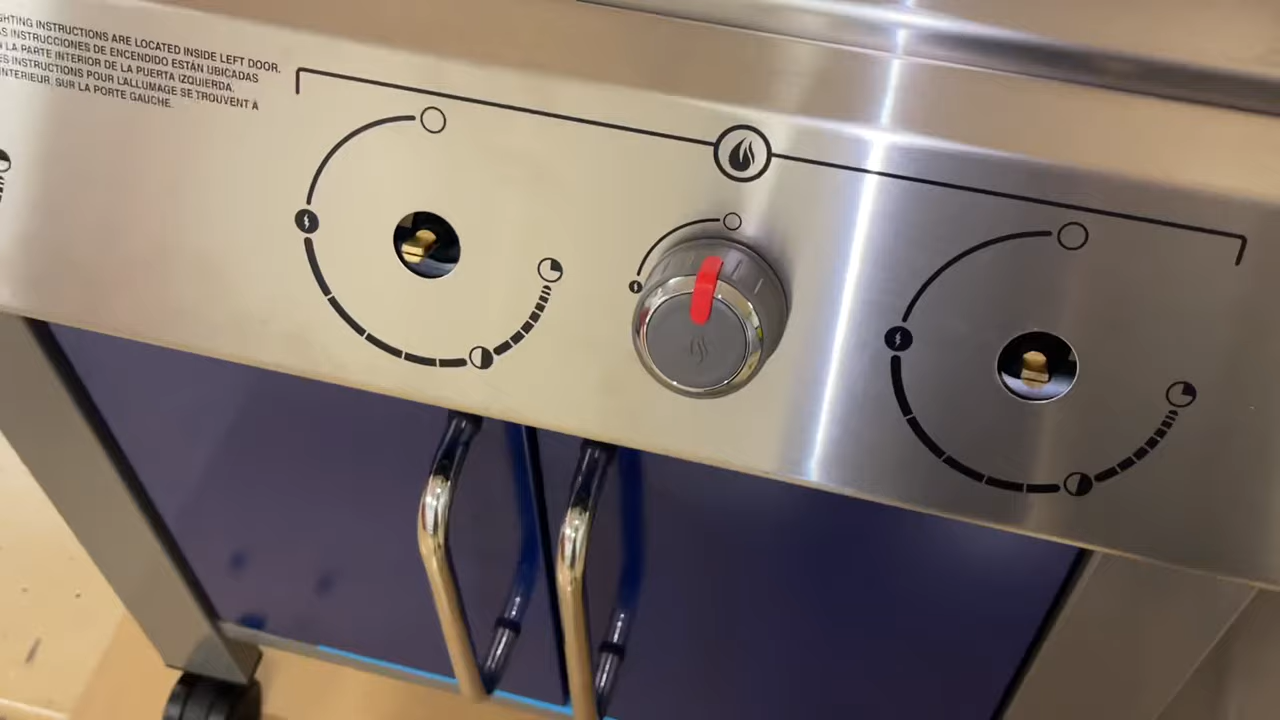 GHTING INSTRUCTIONS ARE LOCATED INSIDE LEFT DOOR.
S INSTRUCCIONES DE ENCENDIDO ESTÁN UBICADAS
LA PARTE INTERIOR DE LA PUERTA IZQUIERDA.
ES INSTRUCTIONS POUR L'ALLUMAGE SE TROUVENT À
INTERIEUR, SUR LA PORTE GAUCHE.